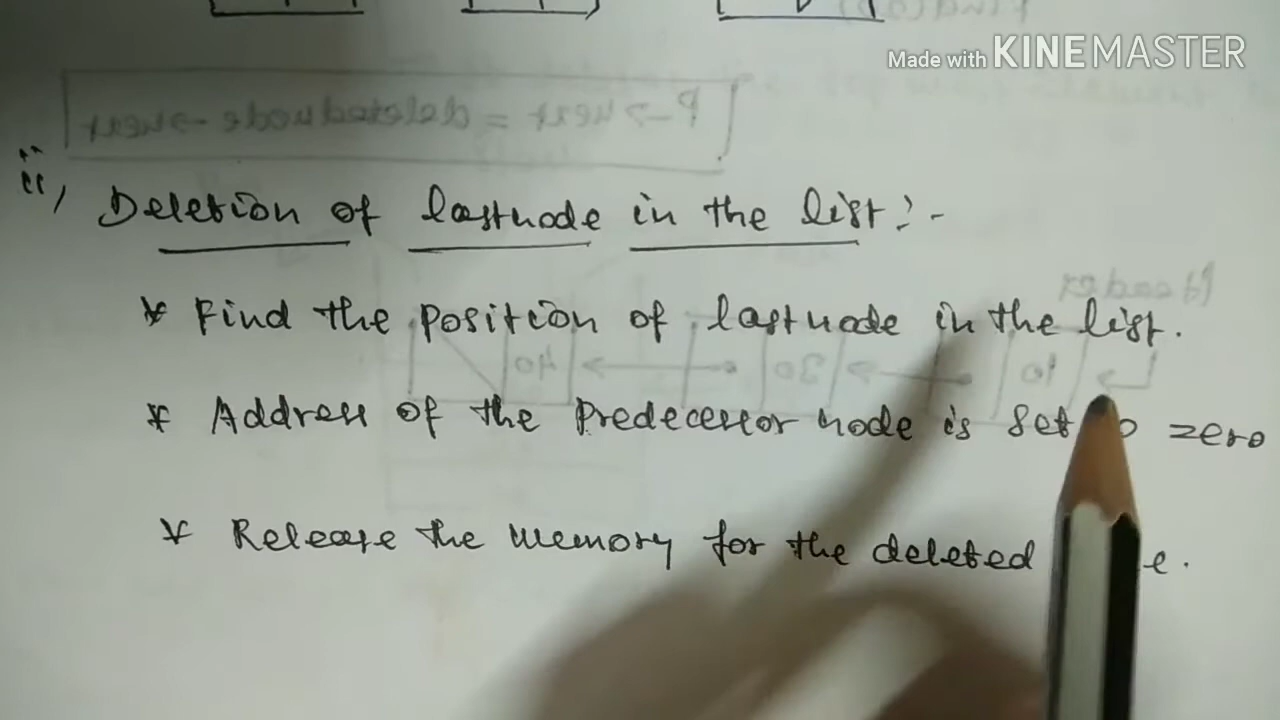 Made with KINEMASTER
ii, Deletion of lastnode in the list:-
* Find the position of lastnode in the list.
* Address of the predecessor node is set to zero
* Release the memory for the deleted e.